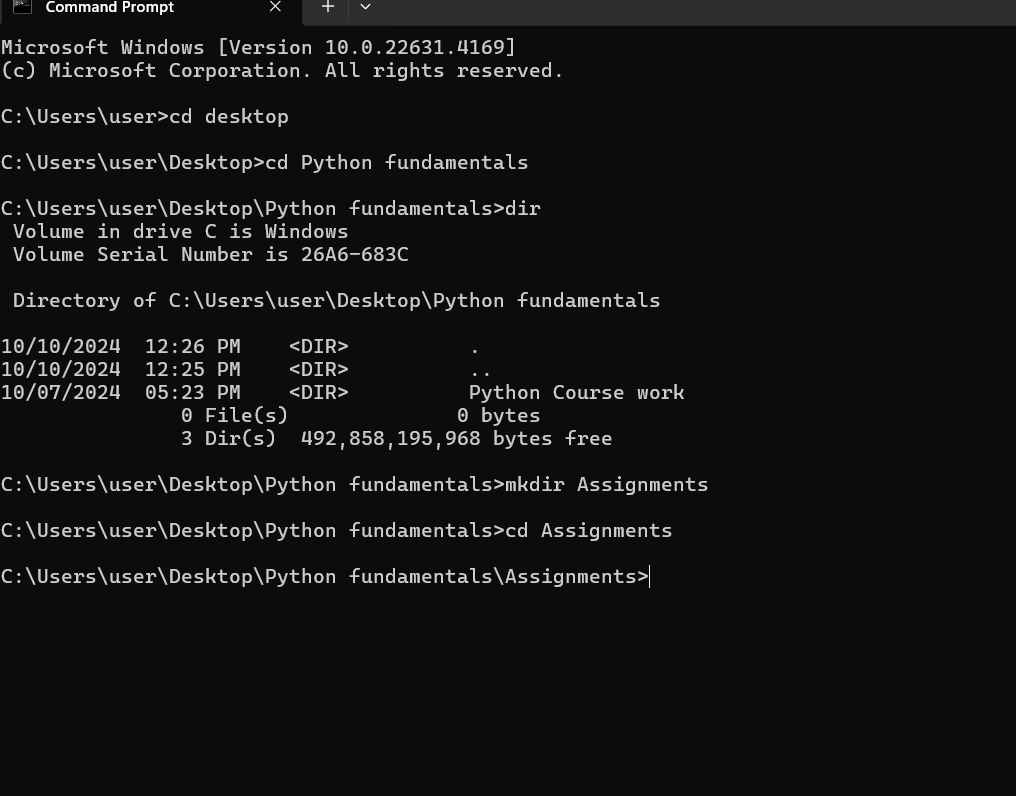 Command Prompt
Microsoft Windows [Version 10.0.22631.4169]
(c) Microsoft Corporation. All rights reserved.
C:\Users\user>cd desktop
C:\Users\user\Desktop>cd Python fundamentals
C:\Users\user\Desktop\Python fundamentals>dir
 Volume in drive C is Windows
 Volume Serial Number is 26A6-683C
 Directory of C:\Users\user\Desktop\Python fundamentals
10/10/2024  12:26 PM    <DIR>          .
10/10/2024  12:25 PM    <DIR>          ..
10/07/2024  05:23 PM    <DIR>          Python Course work
               0 File(s)              0 bytes
               3 Dir(s)  492,858,195,968 bytes free
C:\Users\user\Desktop\Python fundamentals>mkdir Assignments
C:\Users\user\Desktop\Python fundamentals>cd Assignments
C:\Users\user\Desktop\Python fundamentals\Assignments>